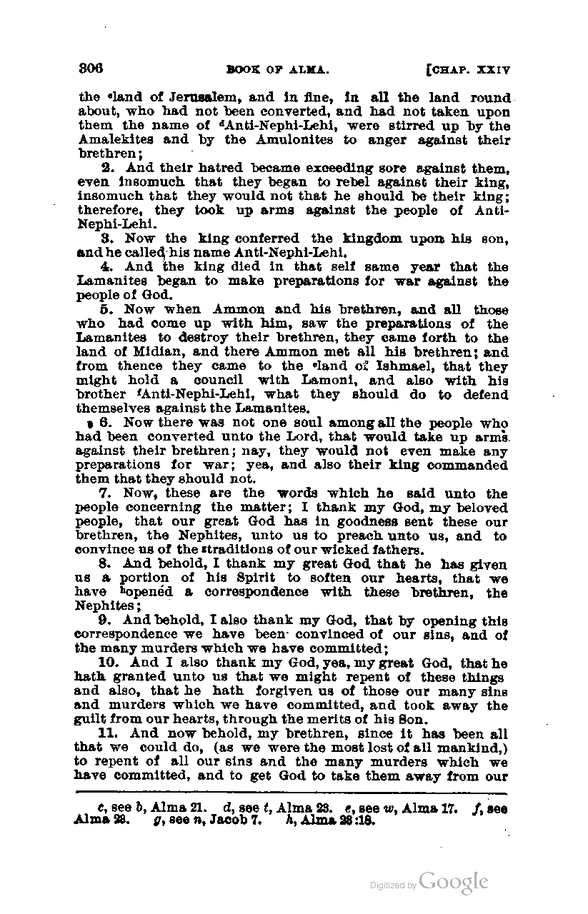 306 BOOK OF ALMA. [CHAP. XXIV
the cland of Jerusalem, and in fine, in all the land round
about, who had not been converted, and had not taken upon
them the name of dAnti-Nephi-Lehi, were stirred up by the
Amalekites and by the Amulonites to anger against their
brethren;
2. And their hatred became exceeding sore against them,
even insomuch that they began to rebel against their king,
insomuch that they would not that he should be their king;
therefore, they took up arms against the people of Anti-
Nephi-Lehi.
3. Now the king conferred the kingdom upon his son,
and he called his name Anti-Nephi-Lehi.
4. And the king died in that self same year that the
Lamanites began to make preparations for war against the
people of God.
5. Now when Ammon and his brethren, and all those
who had come up with him, saw the preparations of the
Lamanites to destroy their brethren, they came forth to the
land of Midian, and there Ammon met all his brethren; and
from thence they came to the eland of Ishmael, that they
might hold a council with Lamoni, and also with his
brother fAnti-Nephi-Lehi, what they should do to defend
themselves against the Lamanites.
6. Now there was not one soul among all the people who
had been converted unto the Lord, that would take up arms
against their brethren; nay, they would not even make any
preparations for war; yea, and also their king commanded
them that they should not.
7. Now, these are the words which he said unto the
people concerning the matter; I thank my God, my beloved
people, that our great God has in goodness sent these our
brethren, the Nephites, unto us to preach unto us, and to
convince us of the gtraditions of our wicked fathers.
8. And behold, I thank my great God that he has given
us a portion of his Spirit to soften our hearts, that we
have hopened a correspondence with these brethren, the
Nephites;
9. And behold, I also thank my God, that by opening this
correspondence we have been convinced of our sins, and of
the many murders which we have committed;
10. And I also thank my God, yea, my great God, that he
hath granted unto us that we might repent of these things
and also, that he hath forgiven us of those our many sins
and murders which we have committed, and took away the
guilt from our hearts, through the merits of his Son.
11. And now behold, my brethren, since it has been all
that we could do, (as we were the most lost of all mankind,)
to repent of all our sins and the many murders which we
have committed, and to get God to take them away from our
c, see b, Alma 21. d, see t, Alma 23. e, see w, Alma 17. f, see
Alma 23. g, see n, Jacob 7. h, Alma 23:18.
Digitized by Google